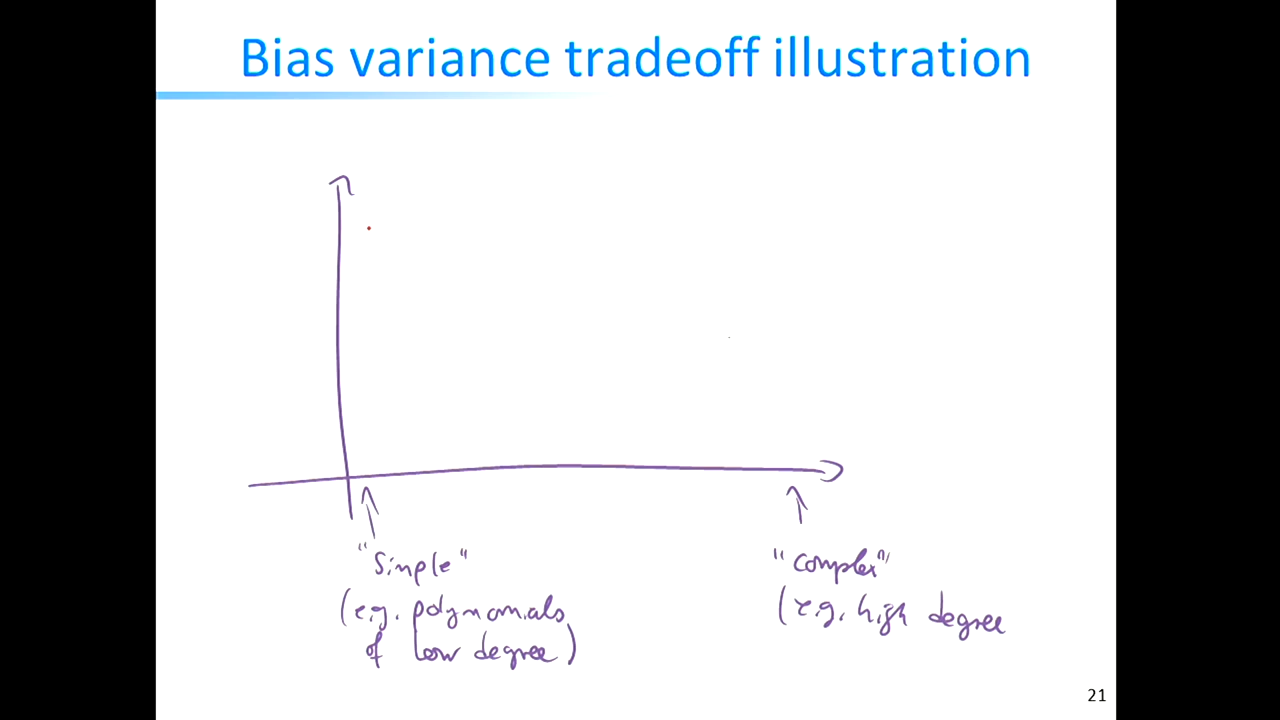 Bias variance tradeoff illustration
"Simple"
(e.g. polynomials
of low degree)
"complex"
(e.g. high degree
21